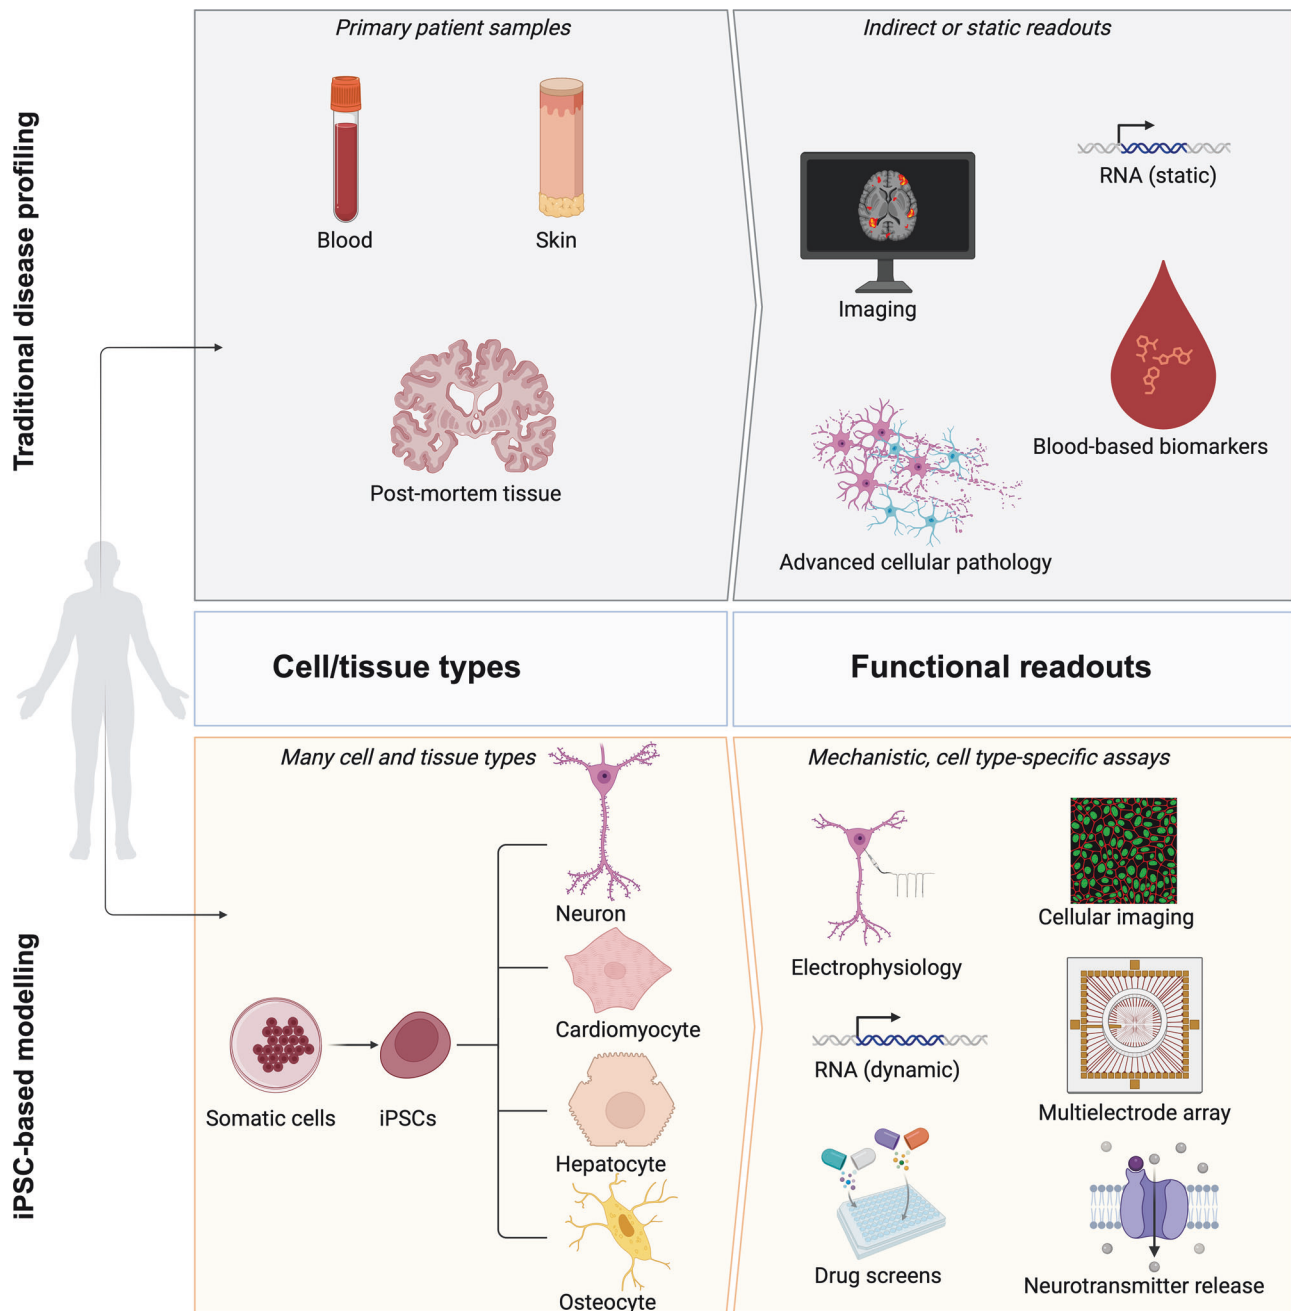 Traditional disease profiling
Primary patient samples
Blood
Skin
Post-mortem tissue
Indirect or static readouts
Imaging
RNA (static)
Blood-based biomarkers
Advanced cellular pathology
Cell/tissue types
Functional readouts
iPSC-based modelling
Many cell and tissue types
Somatic cells
iPSCs
Neuron
Cardiomyocyte
Hepatocyte
Osteocyte
Mechanistic, cell type-specific assays
Electrophysiology
Cellular imaging
RNA (dynamic)
Multielectrode array
Drug screens
Neurotransmitter release